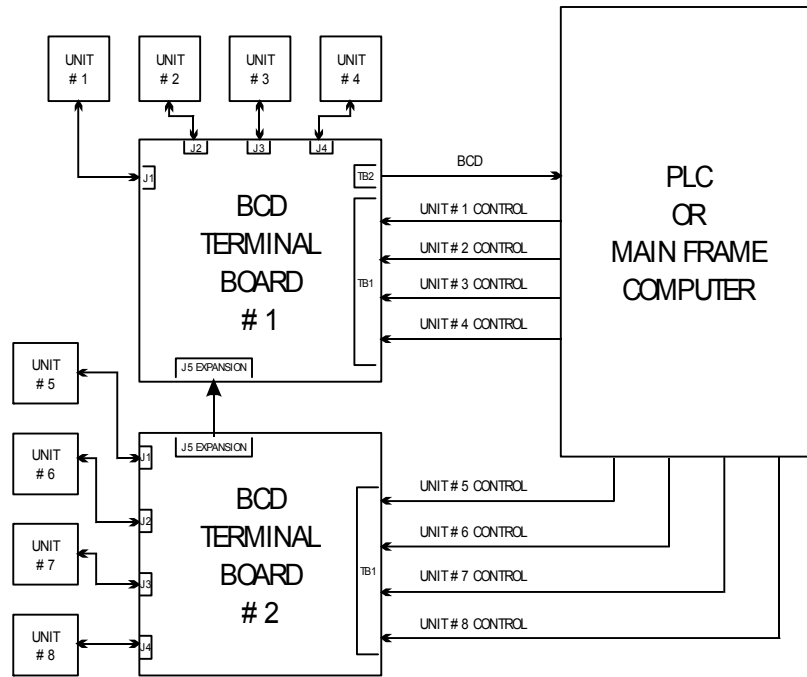 UNIT
# 1
UNIT
# 2
UNIT
# 3
UNIT
# 4
J2
J3
J4
J1
TB2
BCD
BCD
TERMINAL
BOARD
# 1
TB1
UNIT # 1 CONTROL
UNIT # 2 CONTROL
UNIT # 3 CONTROL
UNIT # 4 CONTROL
PLC
OR
MAIN FRAME
COMPUTER
J5 EXPANSION
UNIT
# 5
UNIT
# 6
UNIT
# 7
UNIT
# 8
J5 EXPANSION
J1
J2
J3
J4
BCD
TERMINAL
BOARD
# 2
TB1
UNIT # 5 CONTROL
UNIT # 6 CONTROL
UNIT # 7 CONTROL
UNIT # 8 CONTROL